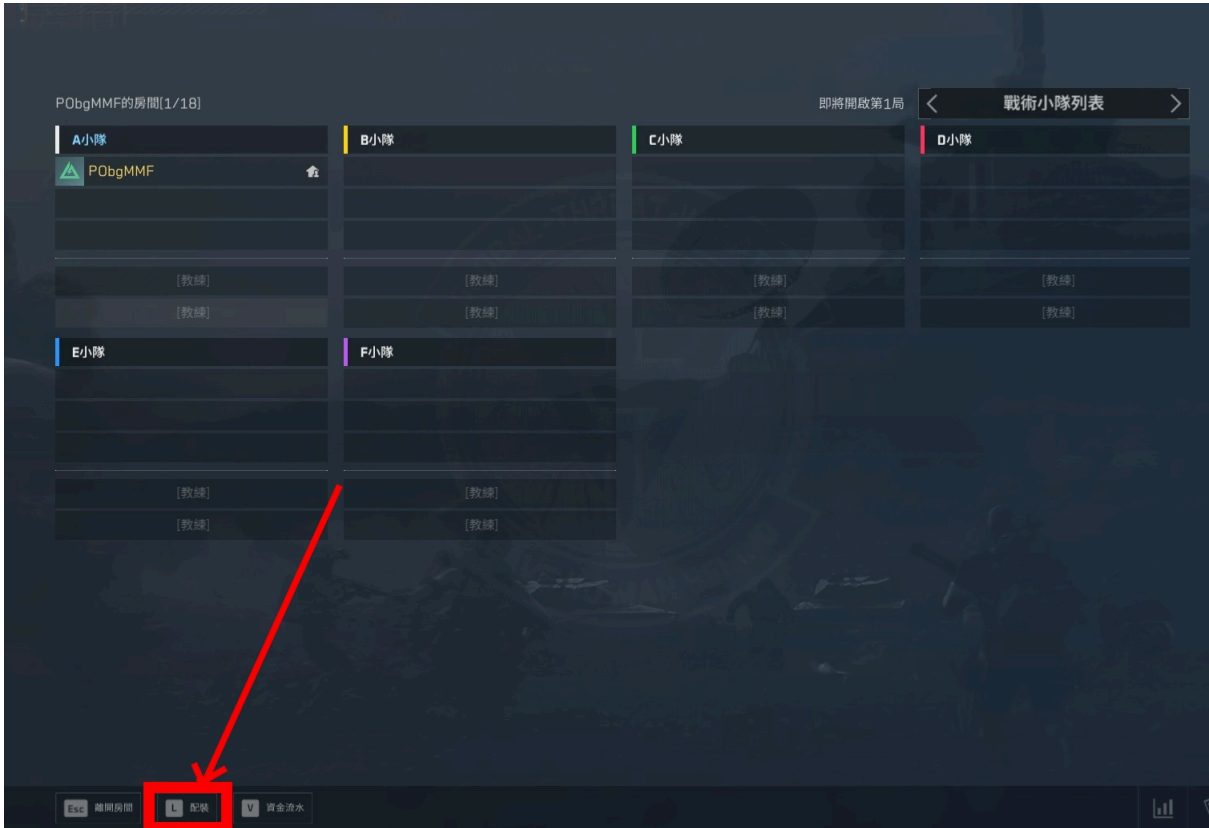 PObgMMF的房間[1/18]
即將開啟第1局
戰術小隊列表
A小隊
B小隊
C小隊
D小隊
PObgMMF
[教練]
[教練]
[教練]
[教練]
[教練]
[教練]
[教練]
[教練]
E小隊
F小隊
[教練]
[教練]
[教練]
[教練]
Esc 離開房間
L 配裝
V 資金流水